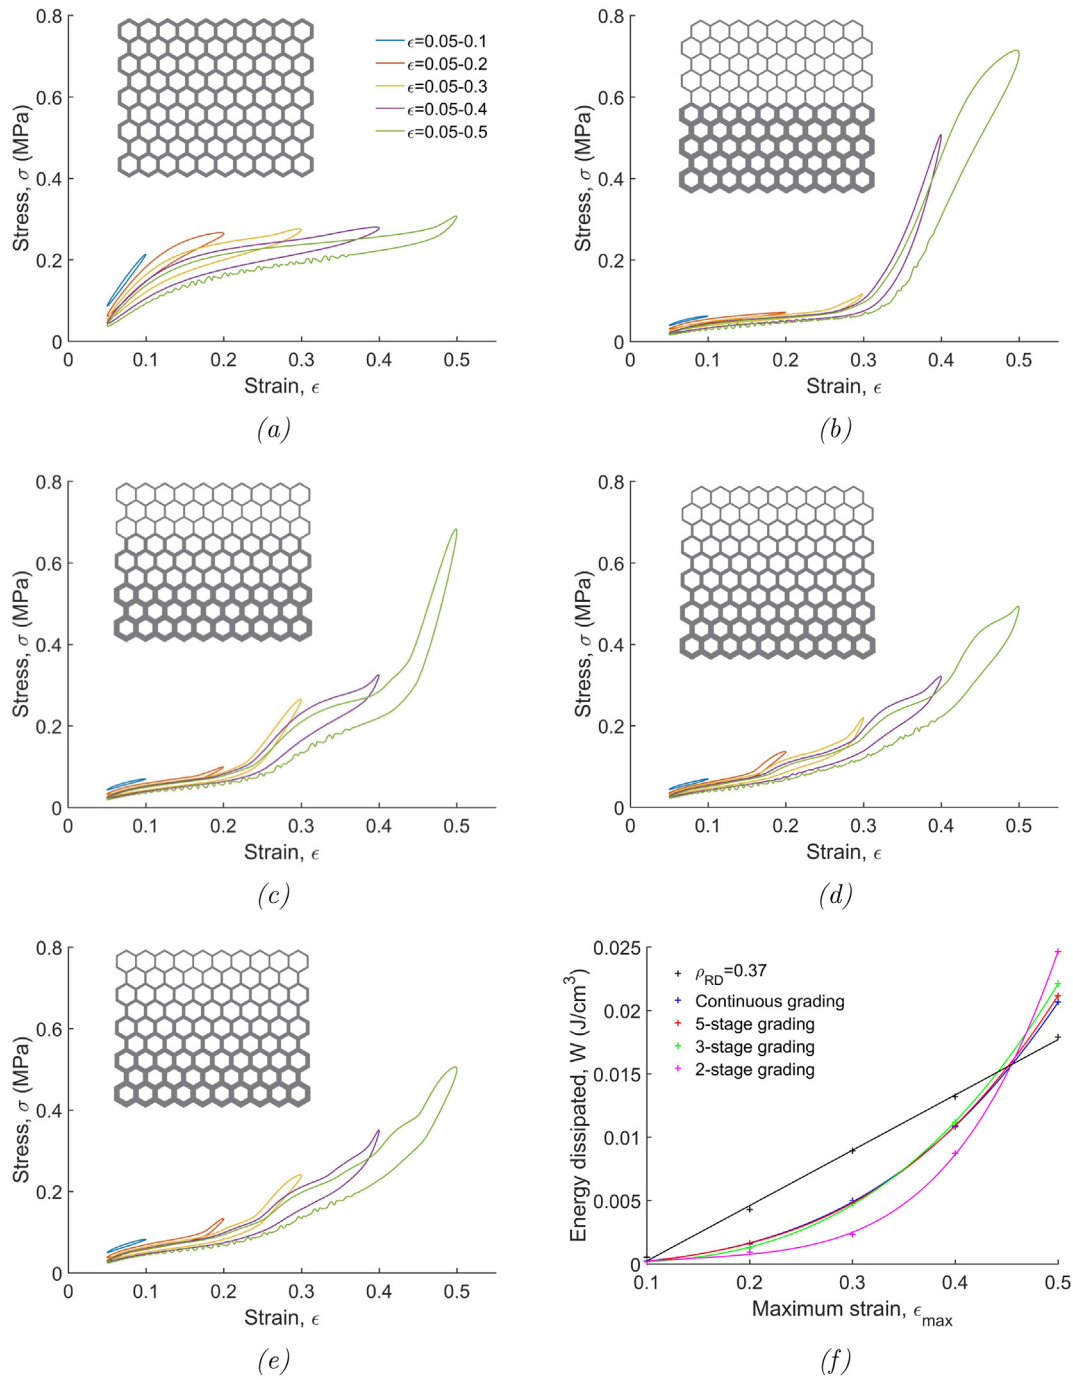 0.8
0.6
0.4
0.2
0
Stress, σ (MPa)
0 0.1 0.2 0.3 0.4 0.5
Strain, ϵ
ϵ=0.05-0.1
ϵ=0.05-0.2
ϵ=0.05-0.3
ϵ=0.05-0.4
ϵ=0.05-0.5
(a)
0.8
0.6
0.4
0.2
0
Stress, σ (MPa)
0 0.1 0.2 0.3 0.4 0.5
Strain, ϵ
(b)
0.8
0.6
0.4
0.2
0
Stress, σ (MPa)
0 0.1 0.2 0.3 0.4 0.5
Strain, ϵ
(c)
0.8
0.6
0.4
0.2
0
Stress, σ (MPa)
0 0.1 0.2 0.3 0.4 0.5
Strain, ϵ
(d)
0.8
0.6
0.4
0.2
0
Stress, σ (MPa)
0 0.1 0.2 0.3 0.4 0.5
Strain, ϵ
(e)
0.025
0.02
0.015
0.01
0.005
0
Energy dissipated, W (J/cm³)
ρRD=0.37
Continuous grading
5-stage grading
3-stage grading
2-stage grading
0.1 0.2 0.3 0.4 0.5
Maximum strain, ϵmax
(f)